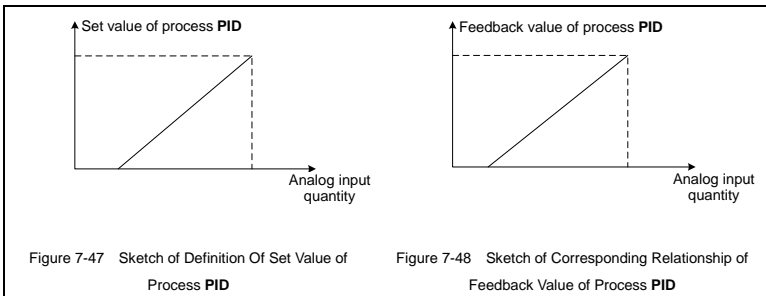 Set value of process PID
Analog input
quantity
Figure 7-47 Sketch of Definition Of Set Value of
Process PID
Feedback value of process PID
Analog input
quantity
Figure 7-48 Sketch of Corresponding Relationship of
Feedback Value of Process PID